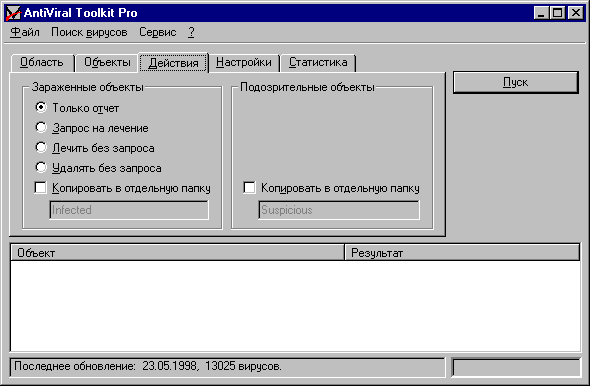 AntiViral Toolkit Pro
Файл Поиск вирусов Сервис ?
Область Объекты Действия Настройки Статистика
Пуск
Зараженные объекты
Только отчет
Запрос на лечение
Лечить без запроса
Удалять без запроса
Копировать в отдельную папку
Infected
Подозрительные объекты
Копировать в отдельную папку
Suspicious
Объект Результат
Последнее обновление: 23.05.1998, 13025 вирусов.